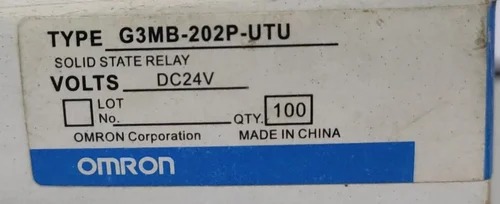 TYPE G3MB-202P-UTU
SOLID STATE RELAY
VOLTS DC24V
LOT
No. QTY. 100
OMRON Corporation MADE IN CHINA
OMRON